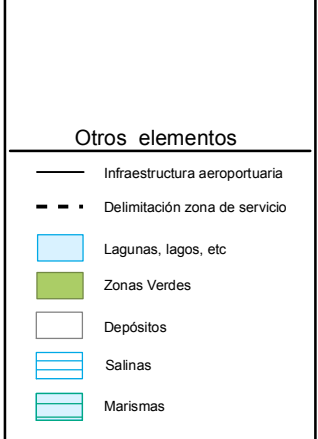 Otros elementos
Infraestructura aeroportuaria
Delimitación zona de servicio
Lagunas, lagos, etc
Zonas Verdes
Depósitos
Salinas
Marismas